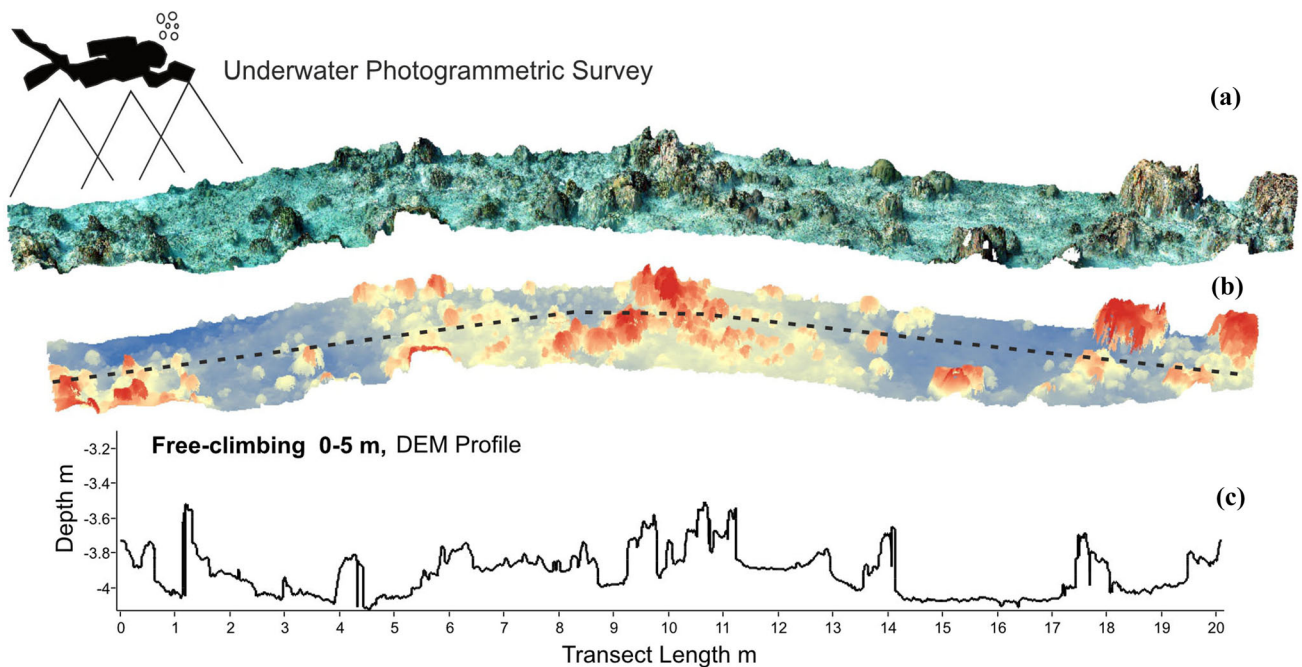 Underwater Photogrammetric Survey
(a)
(b)
Free-climbing 0-5 m, DEM Profile
(c)
Depth m
-3.2
-3.4
-3.6
-3.8
-4
0 1 2 3 4 5 6 7 8 9 10 11 12 13 14 15 16 17 18 19 20
Transect Length m